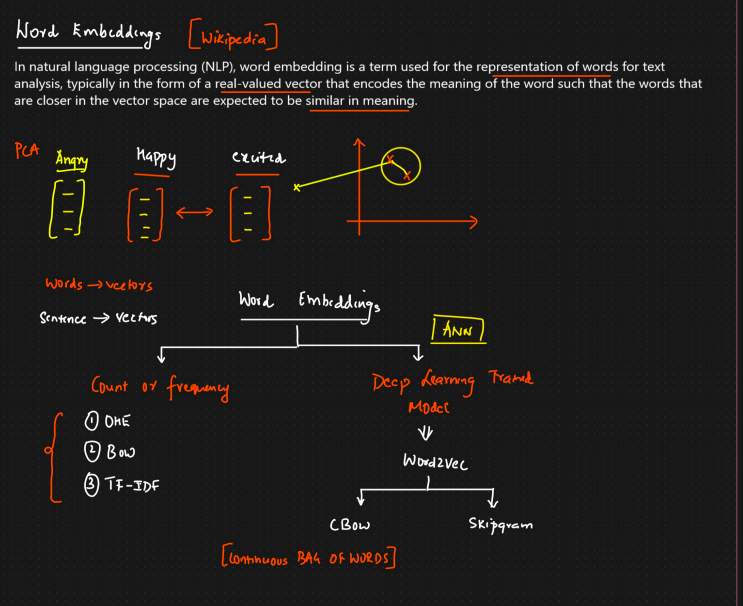 Word Embeddings [Wikipedia]
In natural language processing (NLP), word embedding is a term used for the representation of words for text
analysis, typically in the form of a real-valued vector that encodes the meaning of the word such that the words that
are closer in the vector space are expected to be similar in meaning.
PCA Angry Happy excited
Words → vectors
Sentence → vectors
Word Embeddings
ANN
Count or frequency
Deep Learning Trained
Model
① OHE
② BOW
③ TF-IDF
Word2vec
CBOW Skipgram
[Continuous BAG OF WORDS]